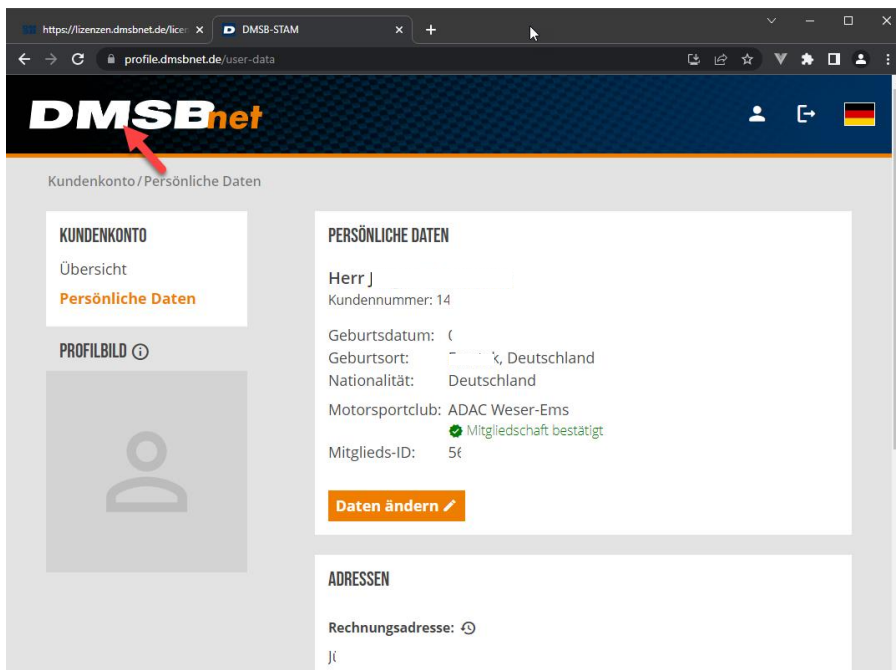 https://lizenzen.dmsbnet.de/licen
DMSB-STAM
profile.dmsbnet.de/user-data
DMSBnet
Kundenkonto/Persönliche Daten
KUNDENKONTO
Übersicht
Persönliche Daten
PROFILBILD
PERSÖNLICHE DATEN
Herr J
Kundennummer: 14
Geburtsdatum:
Geburtsort: k, Deutschland
Nationalität: Deutschland
Motorsportclub: ADAC Weser-Ems
Mitgliedschaft bestätigt
Mitglieds-ID: 56
Daten ändern
ADRESSEN
Rechnungsadresse: